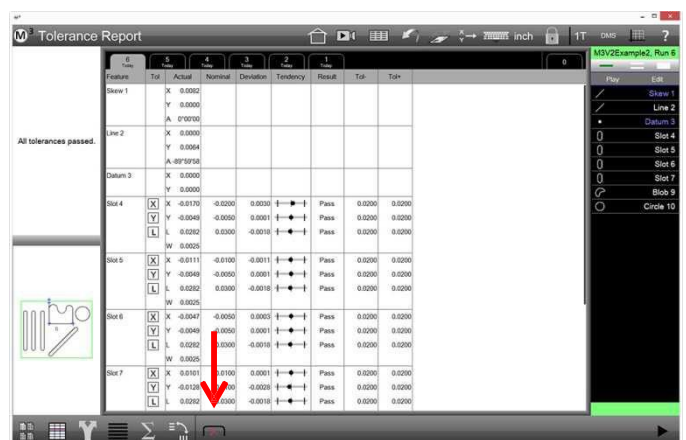 M³
M³ Tolerance Report
inch
1T
DMS
?
6 Today
5 Today
4 Today
3 Today
2 Today
1 Today
0
M3V2Example2, Run 6
Play Edit
Feature Tol Actual Nominal Deviation Tendency Result Tol- Tol+
Skew 1 X 0.0082
Y 0.0000
A 0°00'00
Line 2 X 0.0000
Y 0.0064
A -89°59'58
Datum 3 X 0.0000
Y 0.0000
Slot 4 X X -0.0170 -0.0200 0.0030 Pass 0.0200 0.0200
Y Y -0.0049 -0.0050 0.0001 Pass 0.0200 0.0200
L L 0.0282 0.0300 -0.0018 Pass 0.0200 0.0200
W 0.0025
Slot 5 X X -0.0111 -0.0100 -0.0011 Pass 0.0200 0.0200
Y Y -0.0049 -0.0050 0.0001 Pass 0.0200 0.0200
L L 0.0282 0.0300 -0.0018 Pass 0.0200 0.0200
W 0.0025
Slot 6 X X -0.0047 -0.0050 0.0003 Pass 0.0200 0.0200
Y Y -0.0049 -0.0050 0.0001 Pass 0.0200 0.0200
L L 0.0282 0.0300 -0.0018 Pass 0.0200 0.0200
W 0.0025
Slot 7 X X 0.0101 0.0100 0.0001 Pass 0.0200 0.0200
Y Y -0.0128 -0.0028 Pass 0.0200 0.0200
L L 0.0282 0.0300 -0.0018 Pass 0.0200 0.0200
All tolerances passed.
Skew 1
Line 2
Datum 3
Slot 4
Slot 5
Slot 6
Slot 7
Blob 9
Circle 10